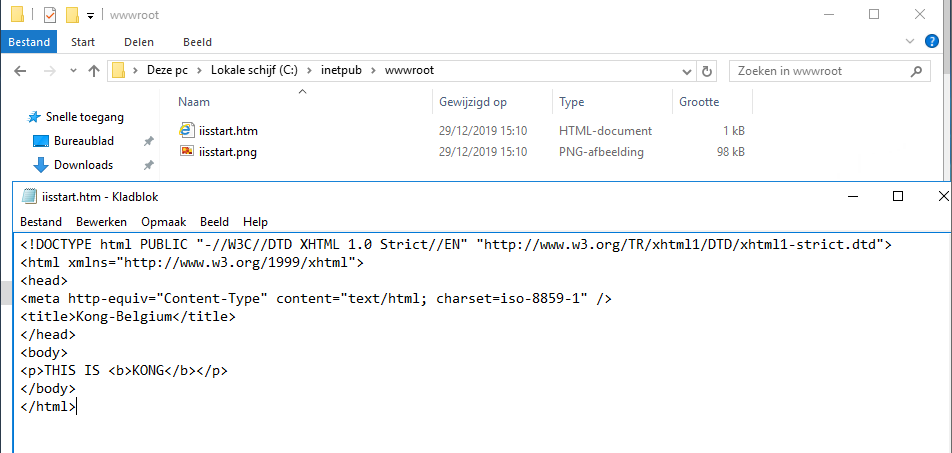 wwwroot
Bestand Start Delen Beeld
Deze pc Lokale schijf (C:) inetpub wwwroot Zoeken in wwwroot
Naam Gewijzigd op Type Grootte
Snelle toegang
iisstart.htm 29/12/2019 15:10 HTML-document 1 kB
Bureaublad
iisstart.png 29/12/2019 15:10 PNG-afbeelding 98 kB
Downloads
iisstart.htm - Kladblok
Bestand Bewerken Opmaak Beeld Help
<!DOCTYPE html PUBLIC "-//W3C//DTD XHTML 1.0 Strict//EN" "http://www.w3.org/TR/xhtml1/DTD/xhtml1-strict.dtd">
<html xmlns="http://www.w3.org/1999/xhtml">
<head>
<meta http-equiv="Content-Type" content="text/html; charset=iso-8859-1" />
<title>Kong-Belgium</title>
</head>
<body>
<p>THIS IS <b>KONG</b></p>
</body>
</html>